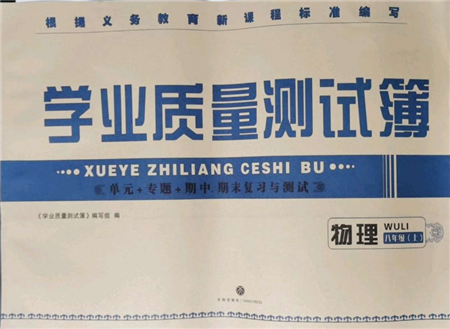 根据义务教育新课程标准编写
学业质量测试簿
XUEYE ZHILIANG CESHI BU
单元+专题+期中、期末复习与测试
《学业质量测试簿》编写组 编
物理 WULI
八年级(上)